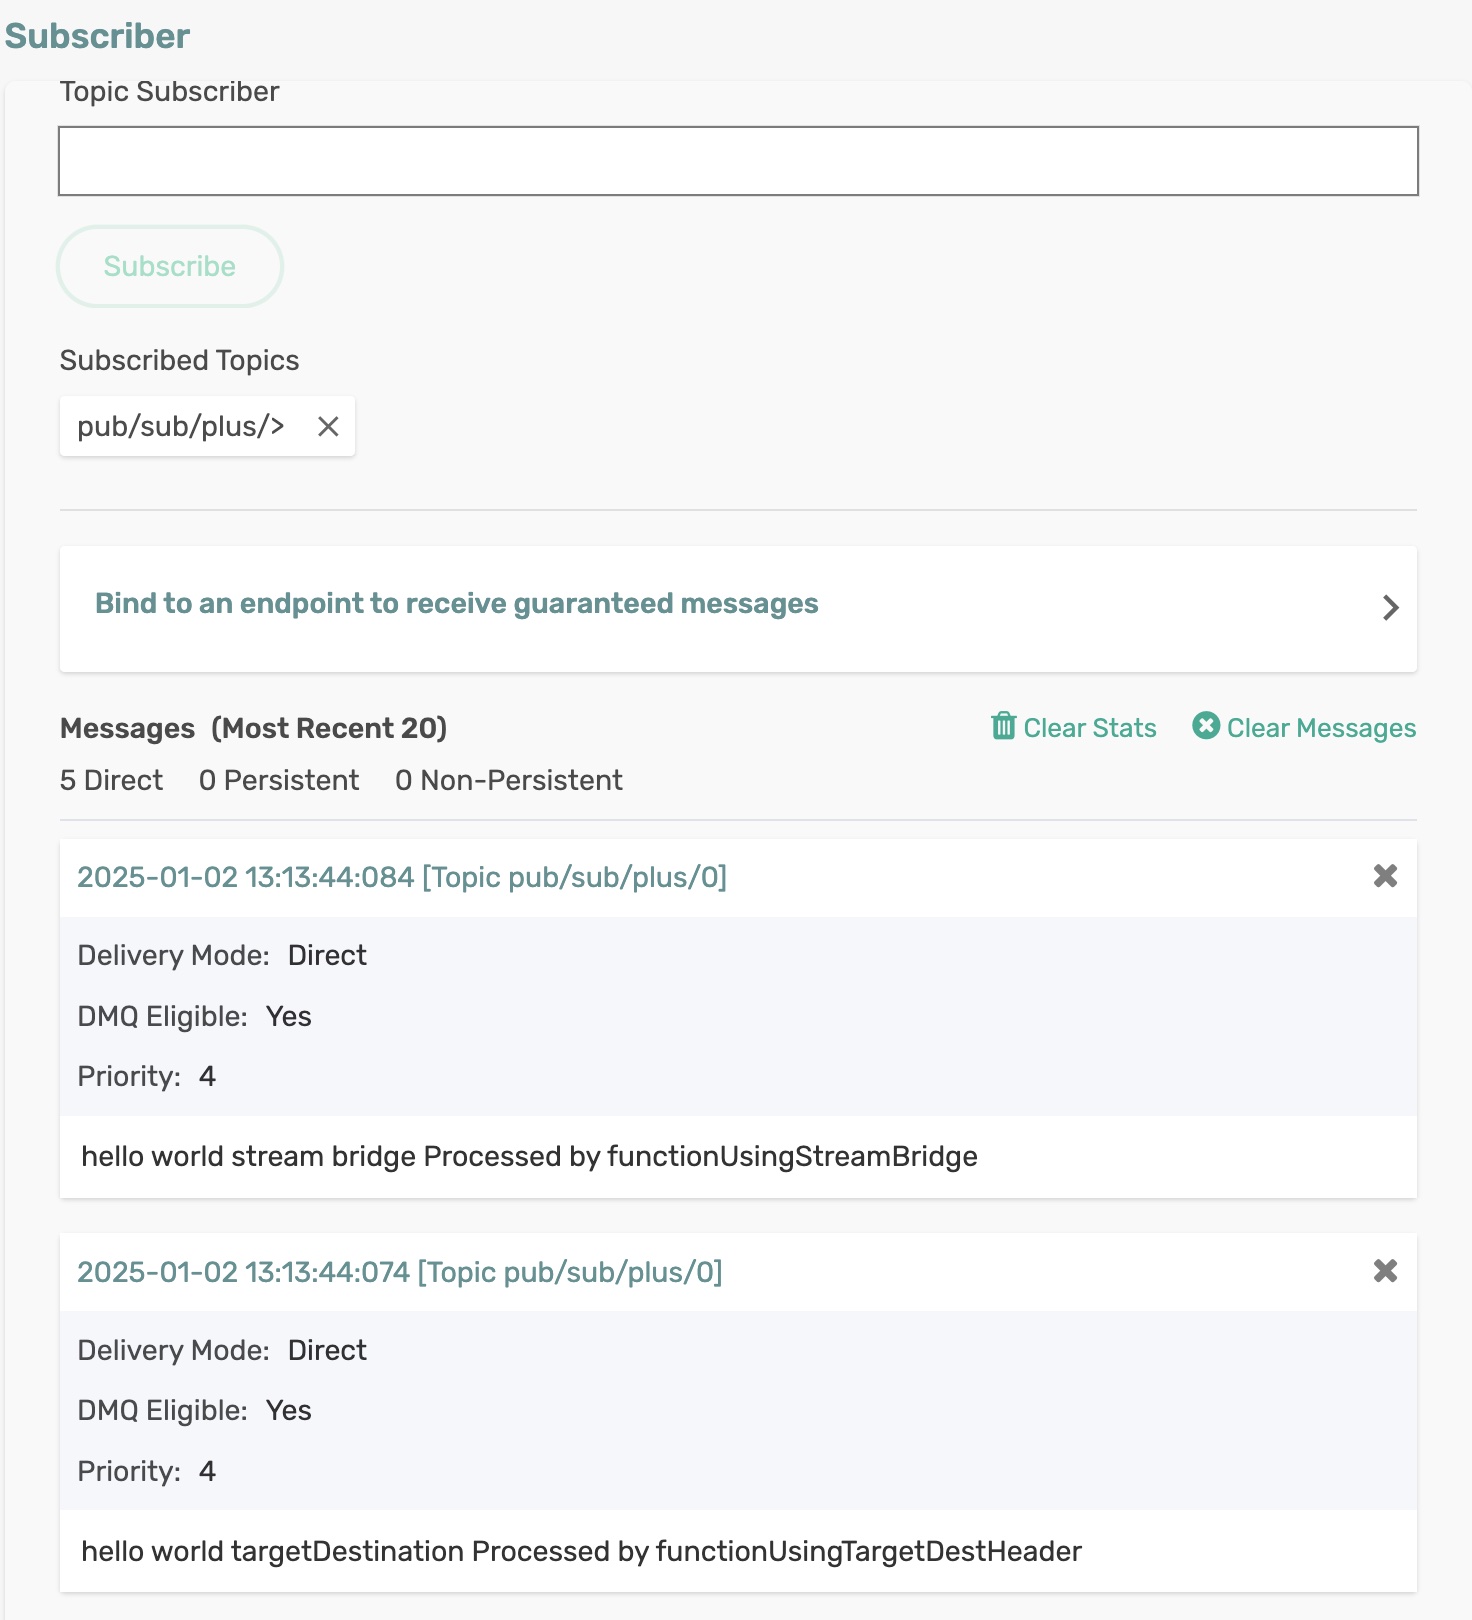 Subscriber
Topic Subscriber
Subscribe
Subscribed Topics
pub/sub/plus/>
Bind to an endpoint to receive guaranteed messages
Messages (Most Recent 20) Clear Stats Clear Messages
5 Direct 0 Persistent 0 Non-Persistent
2025-01-02 13:13:44:084 [Topic pub/sub/plus/0]
Delivery Mode: Direct
DMQ Eligible: Yes
Priority: 4
hello world stream bridge Processed by functionUsingStreamBridge
2025-01-02 13:13:44:074 [Topic pub/sub/plus/0]
Delivery Mode: Direct
DMQ Eligible: Yes
Priority: 4
hello world targetDestination Processed by functionUsingTargetDestHeader